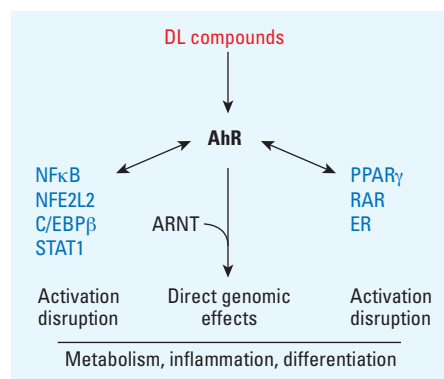 DL compounds
AhR
NFκB
NFE2L2
C/EBPβ
STAT1
PPARγ
RAR
ER
ARNT
Activation
disruption
Direct genomic
effects
Activation
disruption
Metabolism, inflammation, differentiation